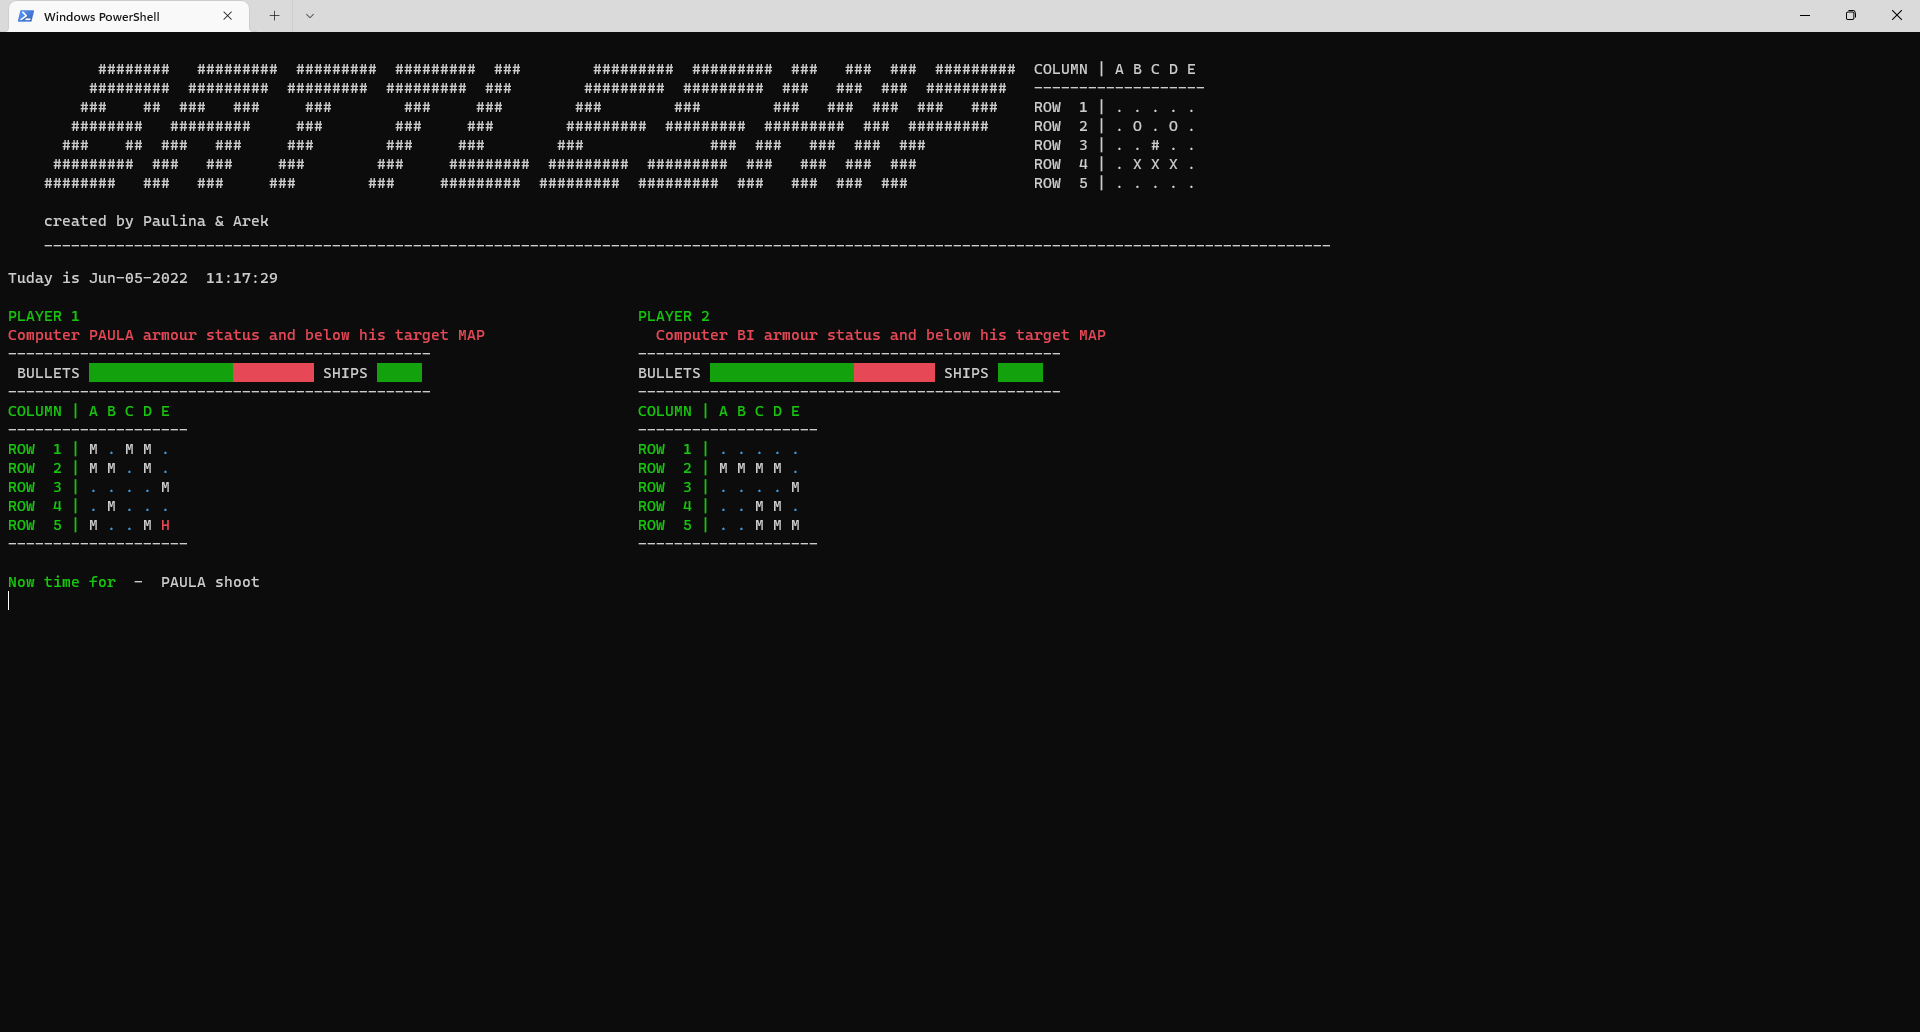 Windows PowerShell
BATTLESHIP
COLUMN | A B C D E
-------------------
ROW  1 | . . . . .
ROW  2 | . O . O .
ROW  3 | . . # . .
ROW  4 | . X X X .
ROW  5 | . . . . .
created by Paulina & Arek
Tuday is Jun-05-2022  11:17:29
PLAYER 1
Computer PAULA armour status and below his target MAP
BULLETS SHIPS
COLUMN | A B C D E
--------------------
ROW  1 | M . M M .
ROW  2 | M M . M .
ROW  3 | . . . . M
ROW  4 | . M . . .
ROW  5 | M . . M H
--------------------
PLAYER 2
Computer BI armour status and below his target MAP
BULLETS SHIPS
COLUMN | A B C D E
--------------------
ROW  1 | . . . . .
ROW  2 | M M M M .
ROW  3 | . . . . M
ROW  4 | . . M M .
ROW  5 | . . M M M
--------------------
Now time for  -  PAULA shoot